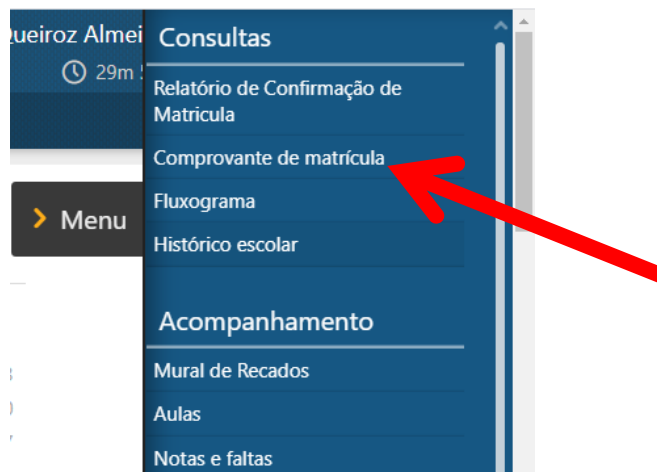 ueiroz Almei
29m
Consultas
Relatório de Confirmação de
Matricula
Comprovante de matrícula
Fluxograma
Histórico escolar
Menu
Acompanhamento
Mural de Recados
Aulas
Notas e faltas